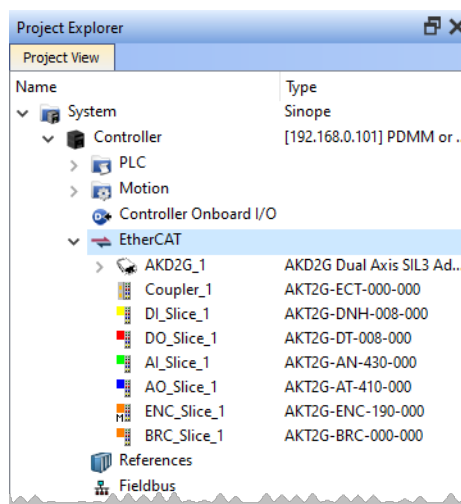 Project Explorer
Project View
Name Type
System Sinope
Controller [192.168.0.101] PDMM or ..
PLC
Motion
Controller Onboard I/O
EtherCAT
AKD2G_1 AKD2G Dual Axis SIL3 Ad...
Coupler_1 AKT2G-ECT-000-000
DI_Slice_1 AKT2G-DNH-008-000
DO_Slice_1 AKT2G-DT-008-000
AI_Slice_1 AKT2G-AN-430-000
AO_Slice_1 AKT2G-AT-410-000
M ENC_Slice_1 AKT2G-ENC-190-000
BRC_Slice_1 AKT2G-BRC-000-000
References
Fieldbus